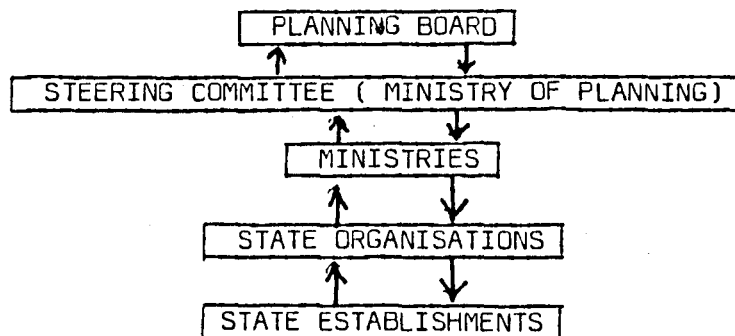 PLANNING BOARD
STEERING COMMITTEE ( MINISTRY OF PLANNING)
MINISTRIES
STATE ORGANISATIONS
STATE ESTABLISHMENTS